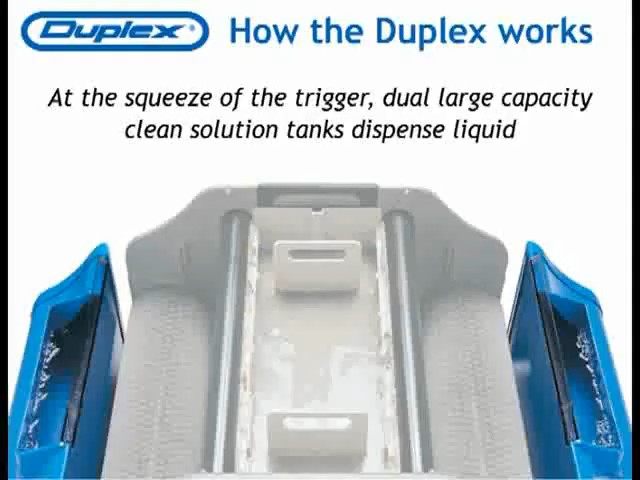 Duplex® How the Duplex works
At the squeeze of the trigger, dual large capacity
clean solution tanks dispense liquid